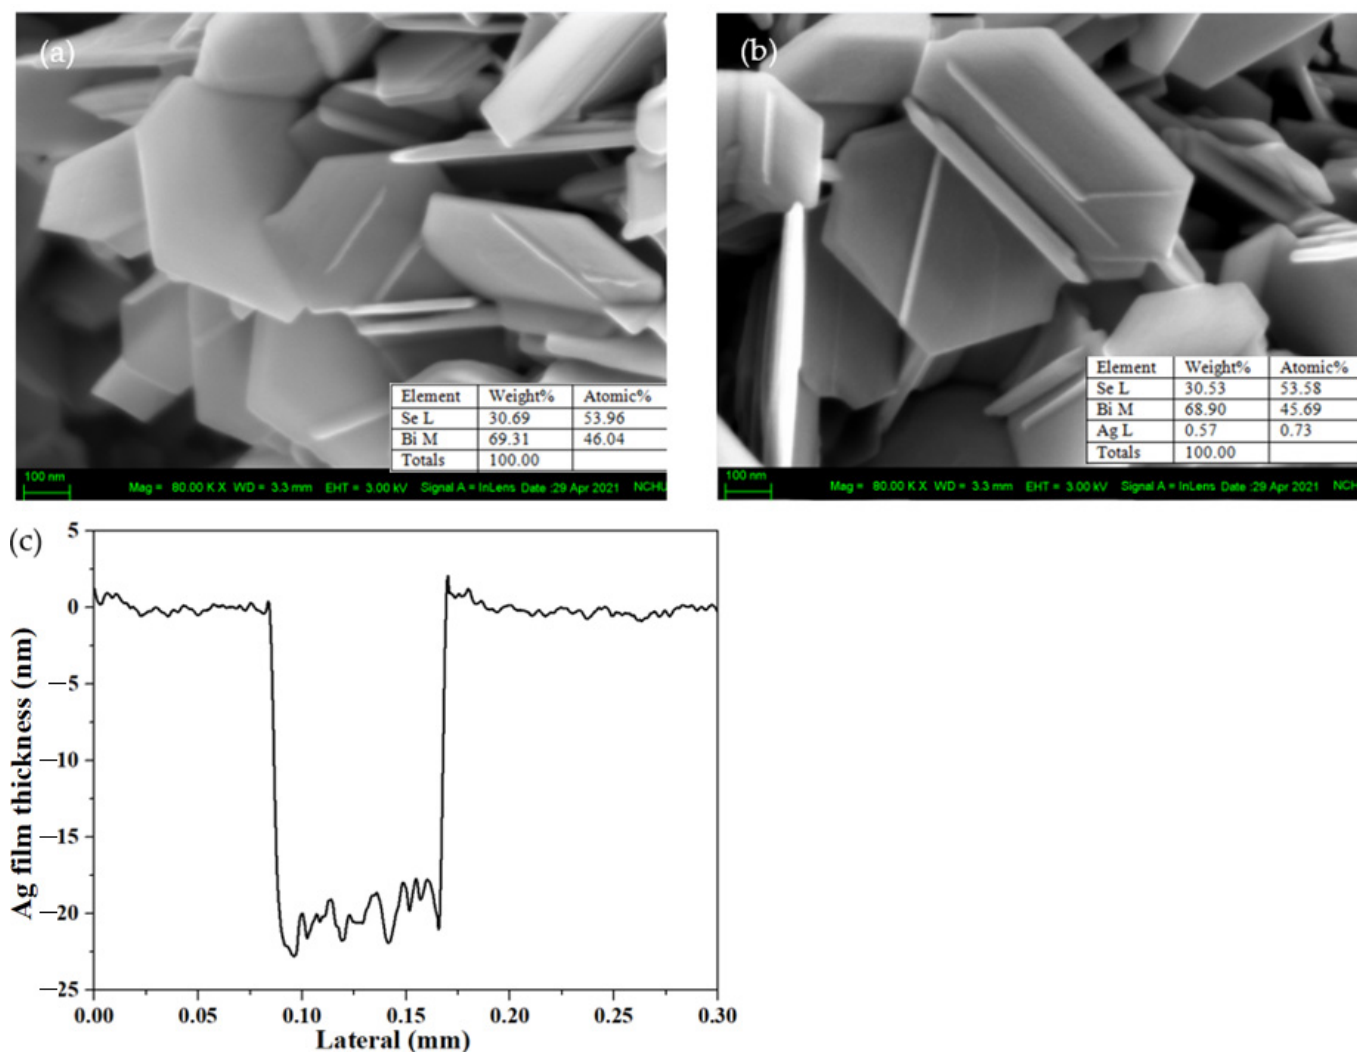 (a)
Element Weight% Atomic%
Se L 30.69 53.96
Bi M 69.31 46.04
Totals 100.00
100 nm
Mag = 80.00 K X WD = 3.3 mm EHT = 3.00 kV Signal A = InLens Date :29 Apr 2021 NCHU
(b)
Element Weight% Atomic%
Se L 30.53 53.58
Bi M 68.90 45.69
Ag L 0.57 0.73
Totals 100.00
100 nm
Mag = 80.00 K X WD = 3.3 mm EHT = 3.00 kV Signal A = InLens Date :29 Apr 2021 NCH
(c)
Ag film thickness (nm)
5
0
−5
−10
−15
−20
−25
0.00 0.05 0.10 0.15 0.20 0.25 0.30
Lateral (mm)